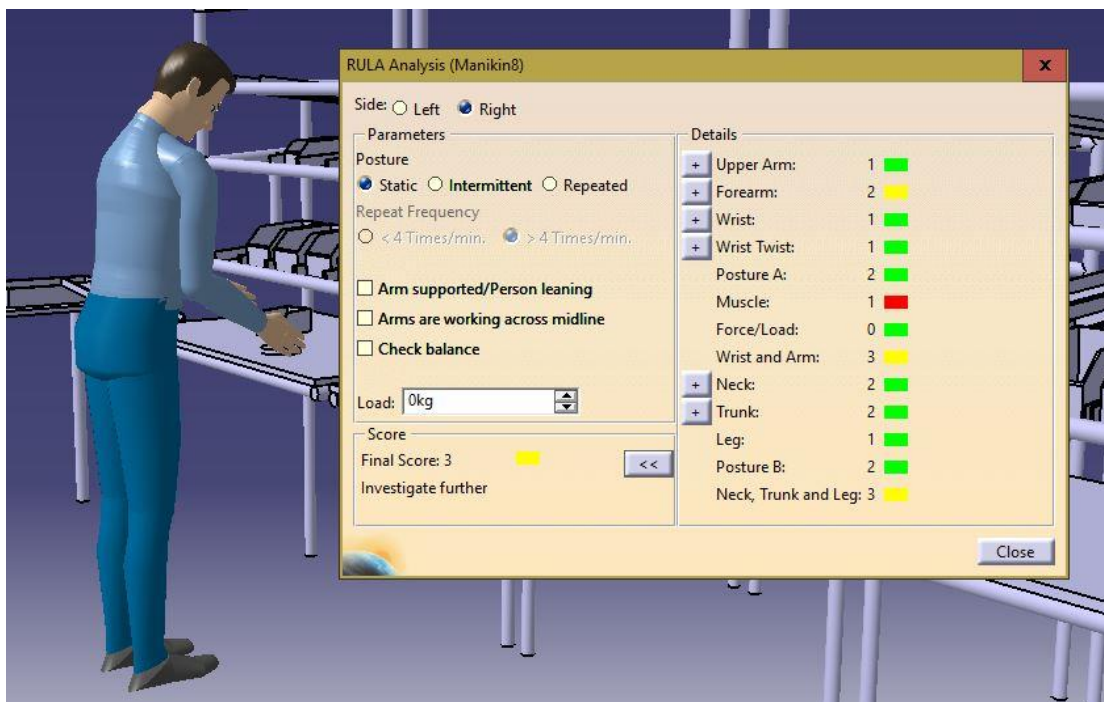 RULA Analysis (Manikin8)
x
Side: Left Right
Parameters
Posture
Static Intermittent Repeated
Repeat Frequency
< 4 Times/min. > 4 Times/min.
Arm supported/Person leaning
Arms are working across midline
Check balance
Load: 0kg
Score
Final Score: 3
<<
Investigate further
Details
+ Upper Arm: 1
+ Forearm: 2
+ Wrist: 1
+ Wrist Twist: 1
Posture A: 2
Muscle: 1
Force/Load: 0
Wrist and Arm: 3
+ Neck: 2
+ Trunk: 2
Leg: 1
Posture B: 2
Neck, Trunk and Leg: 3
Close